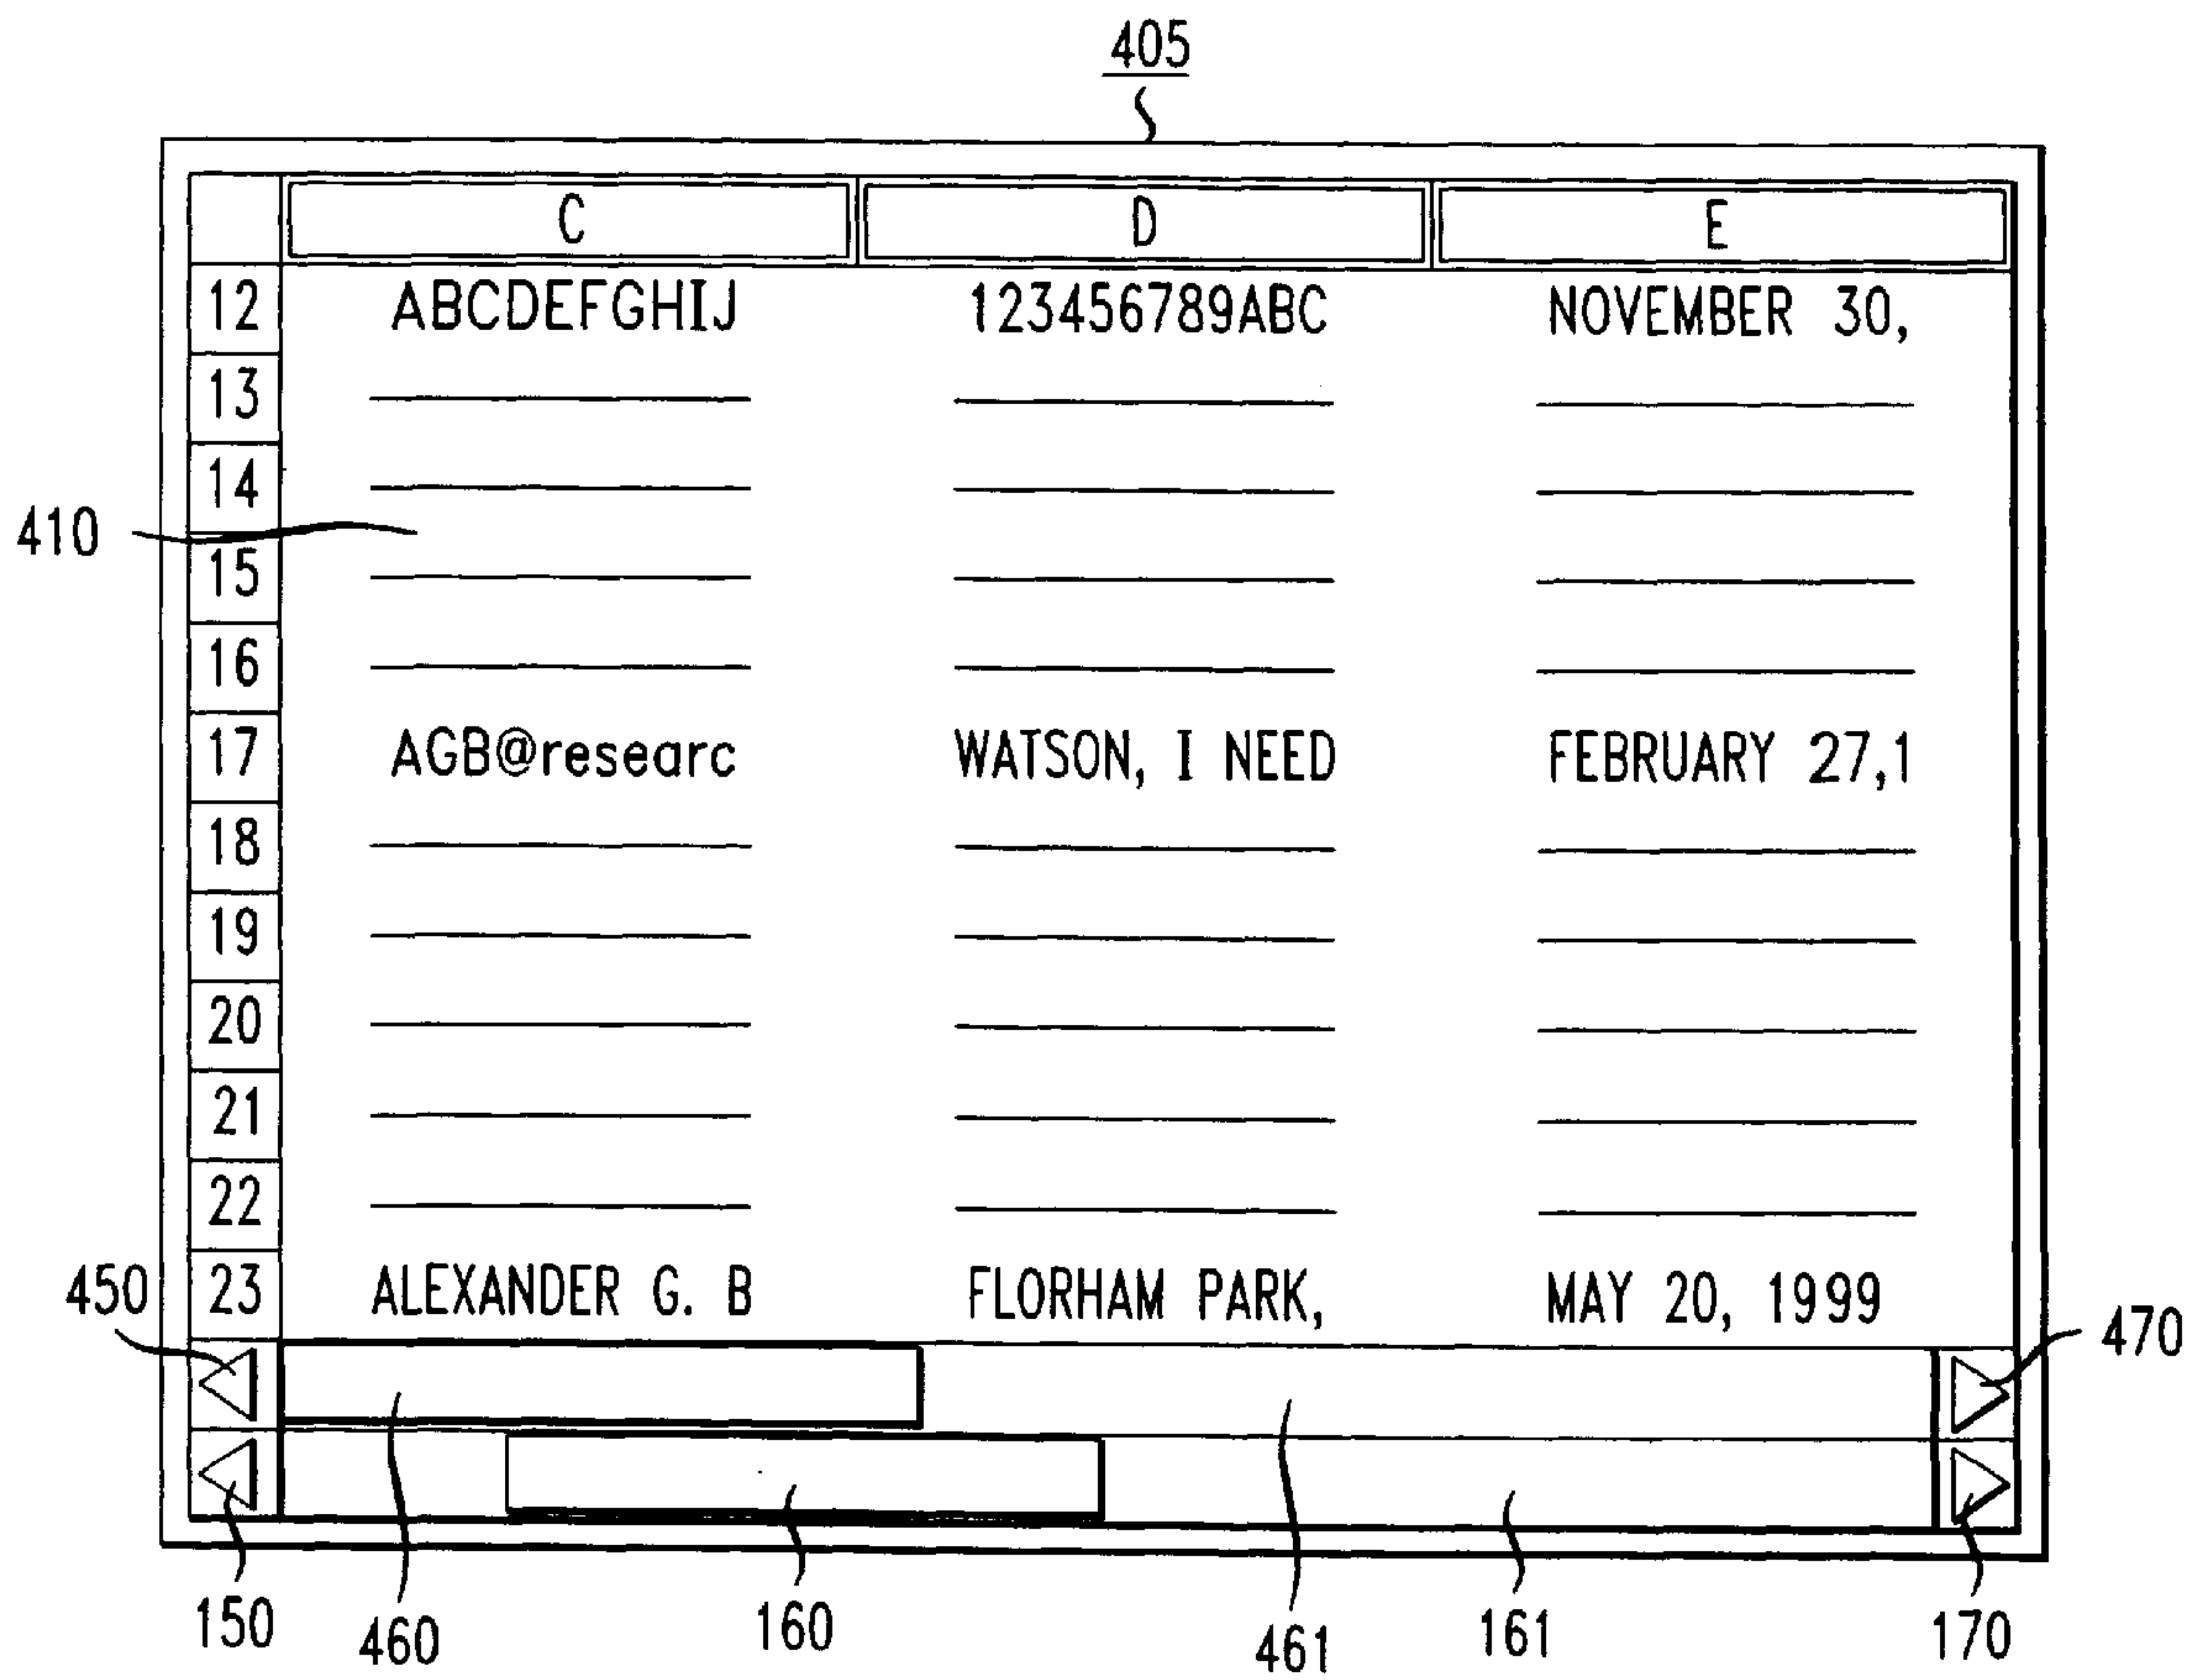 405
C D E
12 ABCDEFGHIJ 123456789ABC NOVEMBER 30,
13
14
410
15
16
17 AGB@researc WATSON, I NEED FEBRUARY 27,1
18
19
20
21
22
450 23 ALEXANDER G. B FLORHAM PARK, MAY 20, 1999
470
150 460 160 461 161 170